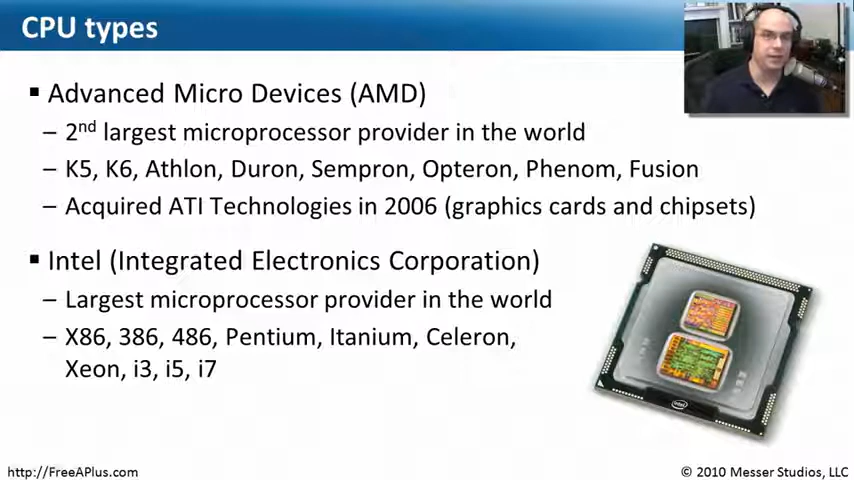 CPU types
▪ Advanced Micro Devices (AMD)
– 2nd largest microprocessor provider in the world
– K5, K6, Athlon, Duron, Sempron, Opteron, Phenom, Fusion
– Acquired ATI Technologies in 2006 (graphics cards and chipsets)
▪ Intel (Integrated Electronics Corporation)
– Largest microprocessor provider in the world
– X86, 386, 486, Pentium, Itanium, Celeron,
Xeon, i3, i5, i7
intel
http://FreeAPlus.com
© 2010 Messer Studios, LLC